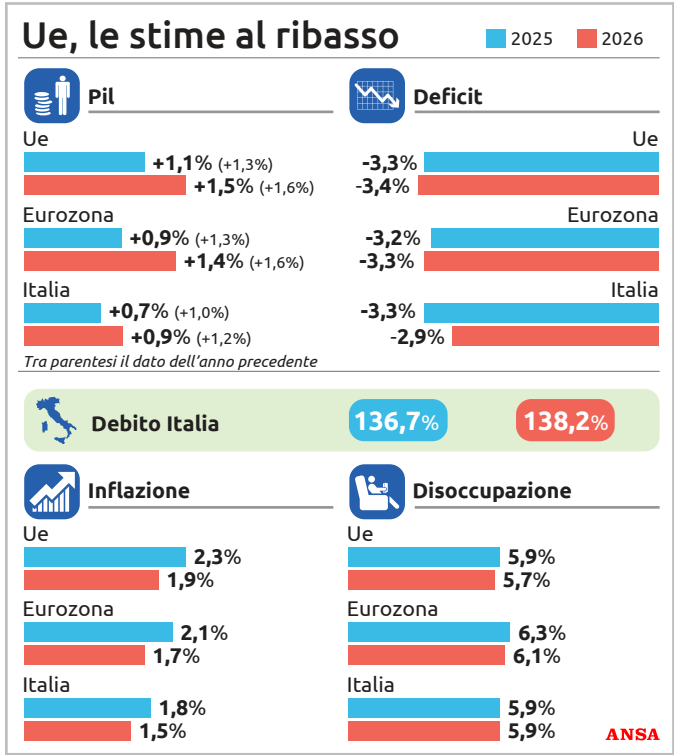 Ue, le stime al ribasso
2025 2026
Pil
Ue
+1,1% (+1,3%)
+1,5% (+1,6%)
Eurozona
+0,9% (+1,3%)
+1,4% (+1,6%)
Italia
+0,7% (+1,0%)
+0,9% (+1,2%)
Tra parentesi il dato dell'anno precedente
Deficit
Ue
-3,3%
-3,4%
Eurozona
-3,2%
-3,3%
Italia
-3,3%
-2,9%
Debito Italia 136,7% 138,2%
Inflazione
Ue
2,3%
1,9%
Eurozona
2,1%
1,7%
Italia
1,8%
1,5%
Disoccupazione
Ue
5,9%
5,7%
Eurozona
6,3%
6,1%
Italia
5,9%
5,9%
ANSA